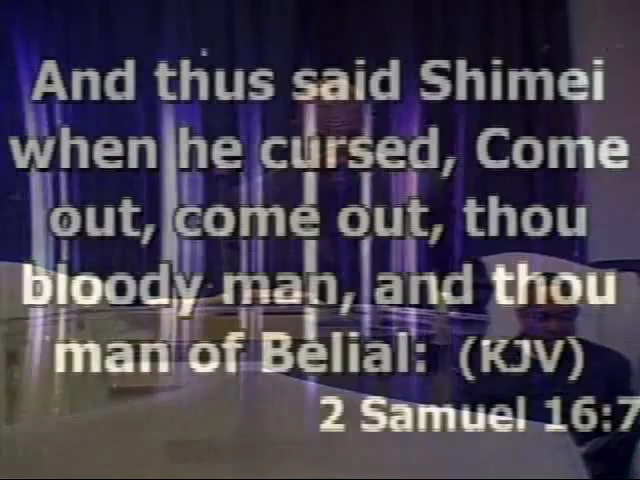 And thus said Shimei
when he cursed, Come
out, come out, thou
bloody man, and thou
man of Belial: (KJV)
2 Samuel 16:7